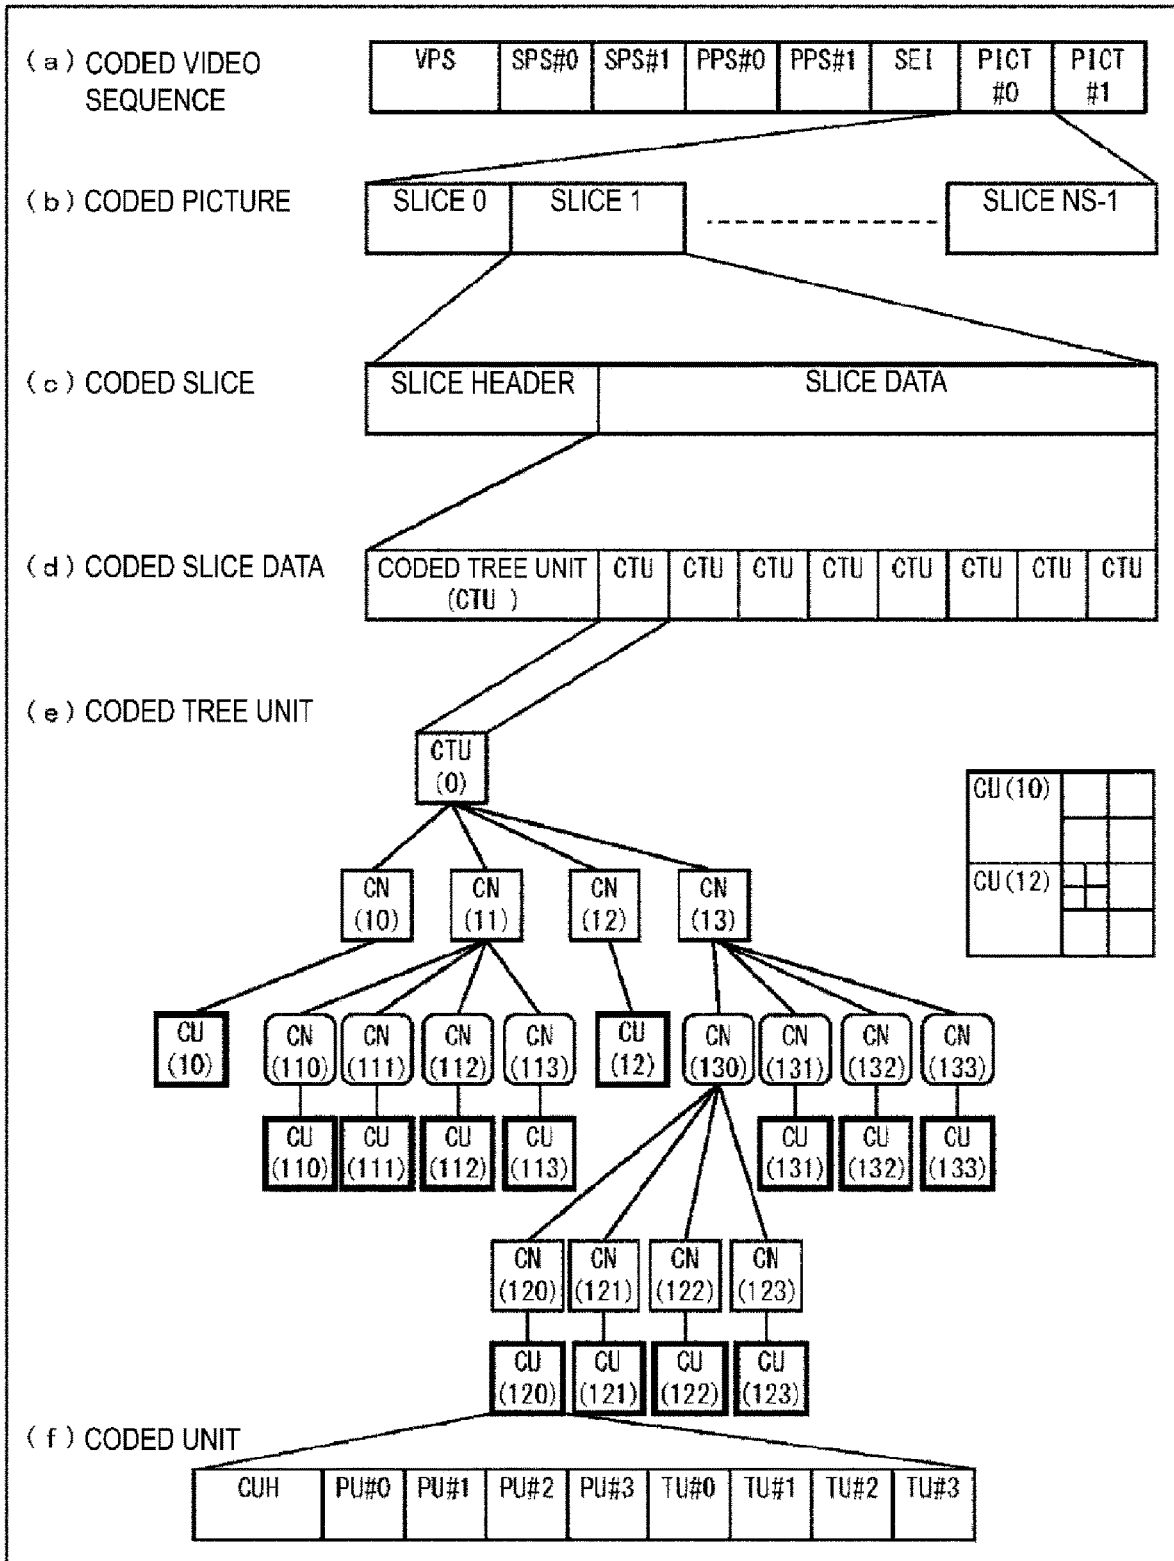 (a) CODED VIDEO SEQUENCE
VPS SPS#0 SPS#1 PPS#0 PPS#1 SEI PICT #0 PICT #1
(b) CODED PICTURE
SLICE 0 SLICE 1 SLICE NS-1
(c) CODED SLICE
SLICE HEADER SLICE DATA
(d) CODED SLICE DATA
CODED TREE UNIT (CTU ) CTU CTU CTU CTU CTU CTU CTU CTU
(e) CODED TREE UNIT
CTU (0)
CU(10)
CU(12)
CN (10) CN (11) CN (12) CN (13)
CU (10) CN (110) CN (111) CN (112) CN (113) CU (12) CN (130) CN (131) CN (132) CN (133)
CU (110) CU (111) CU (112) CU (113) CU (131) CU (132) CU (133)
CN (120) CN (121) CN (122) CN (123)
CU (120) CU (121) CU (122) CU (123)
(f) CODED UNIT
CUH PU#0 PU#1 PU#2 PU#3 TU#0 TU#1 TU#2 TU#3